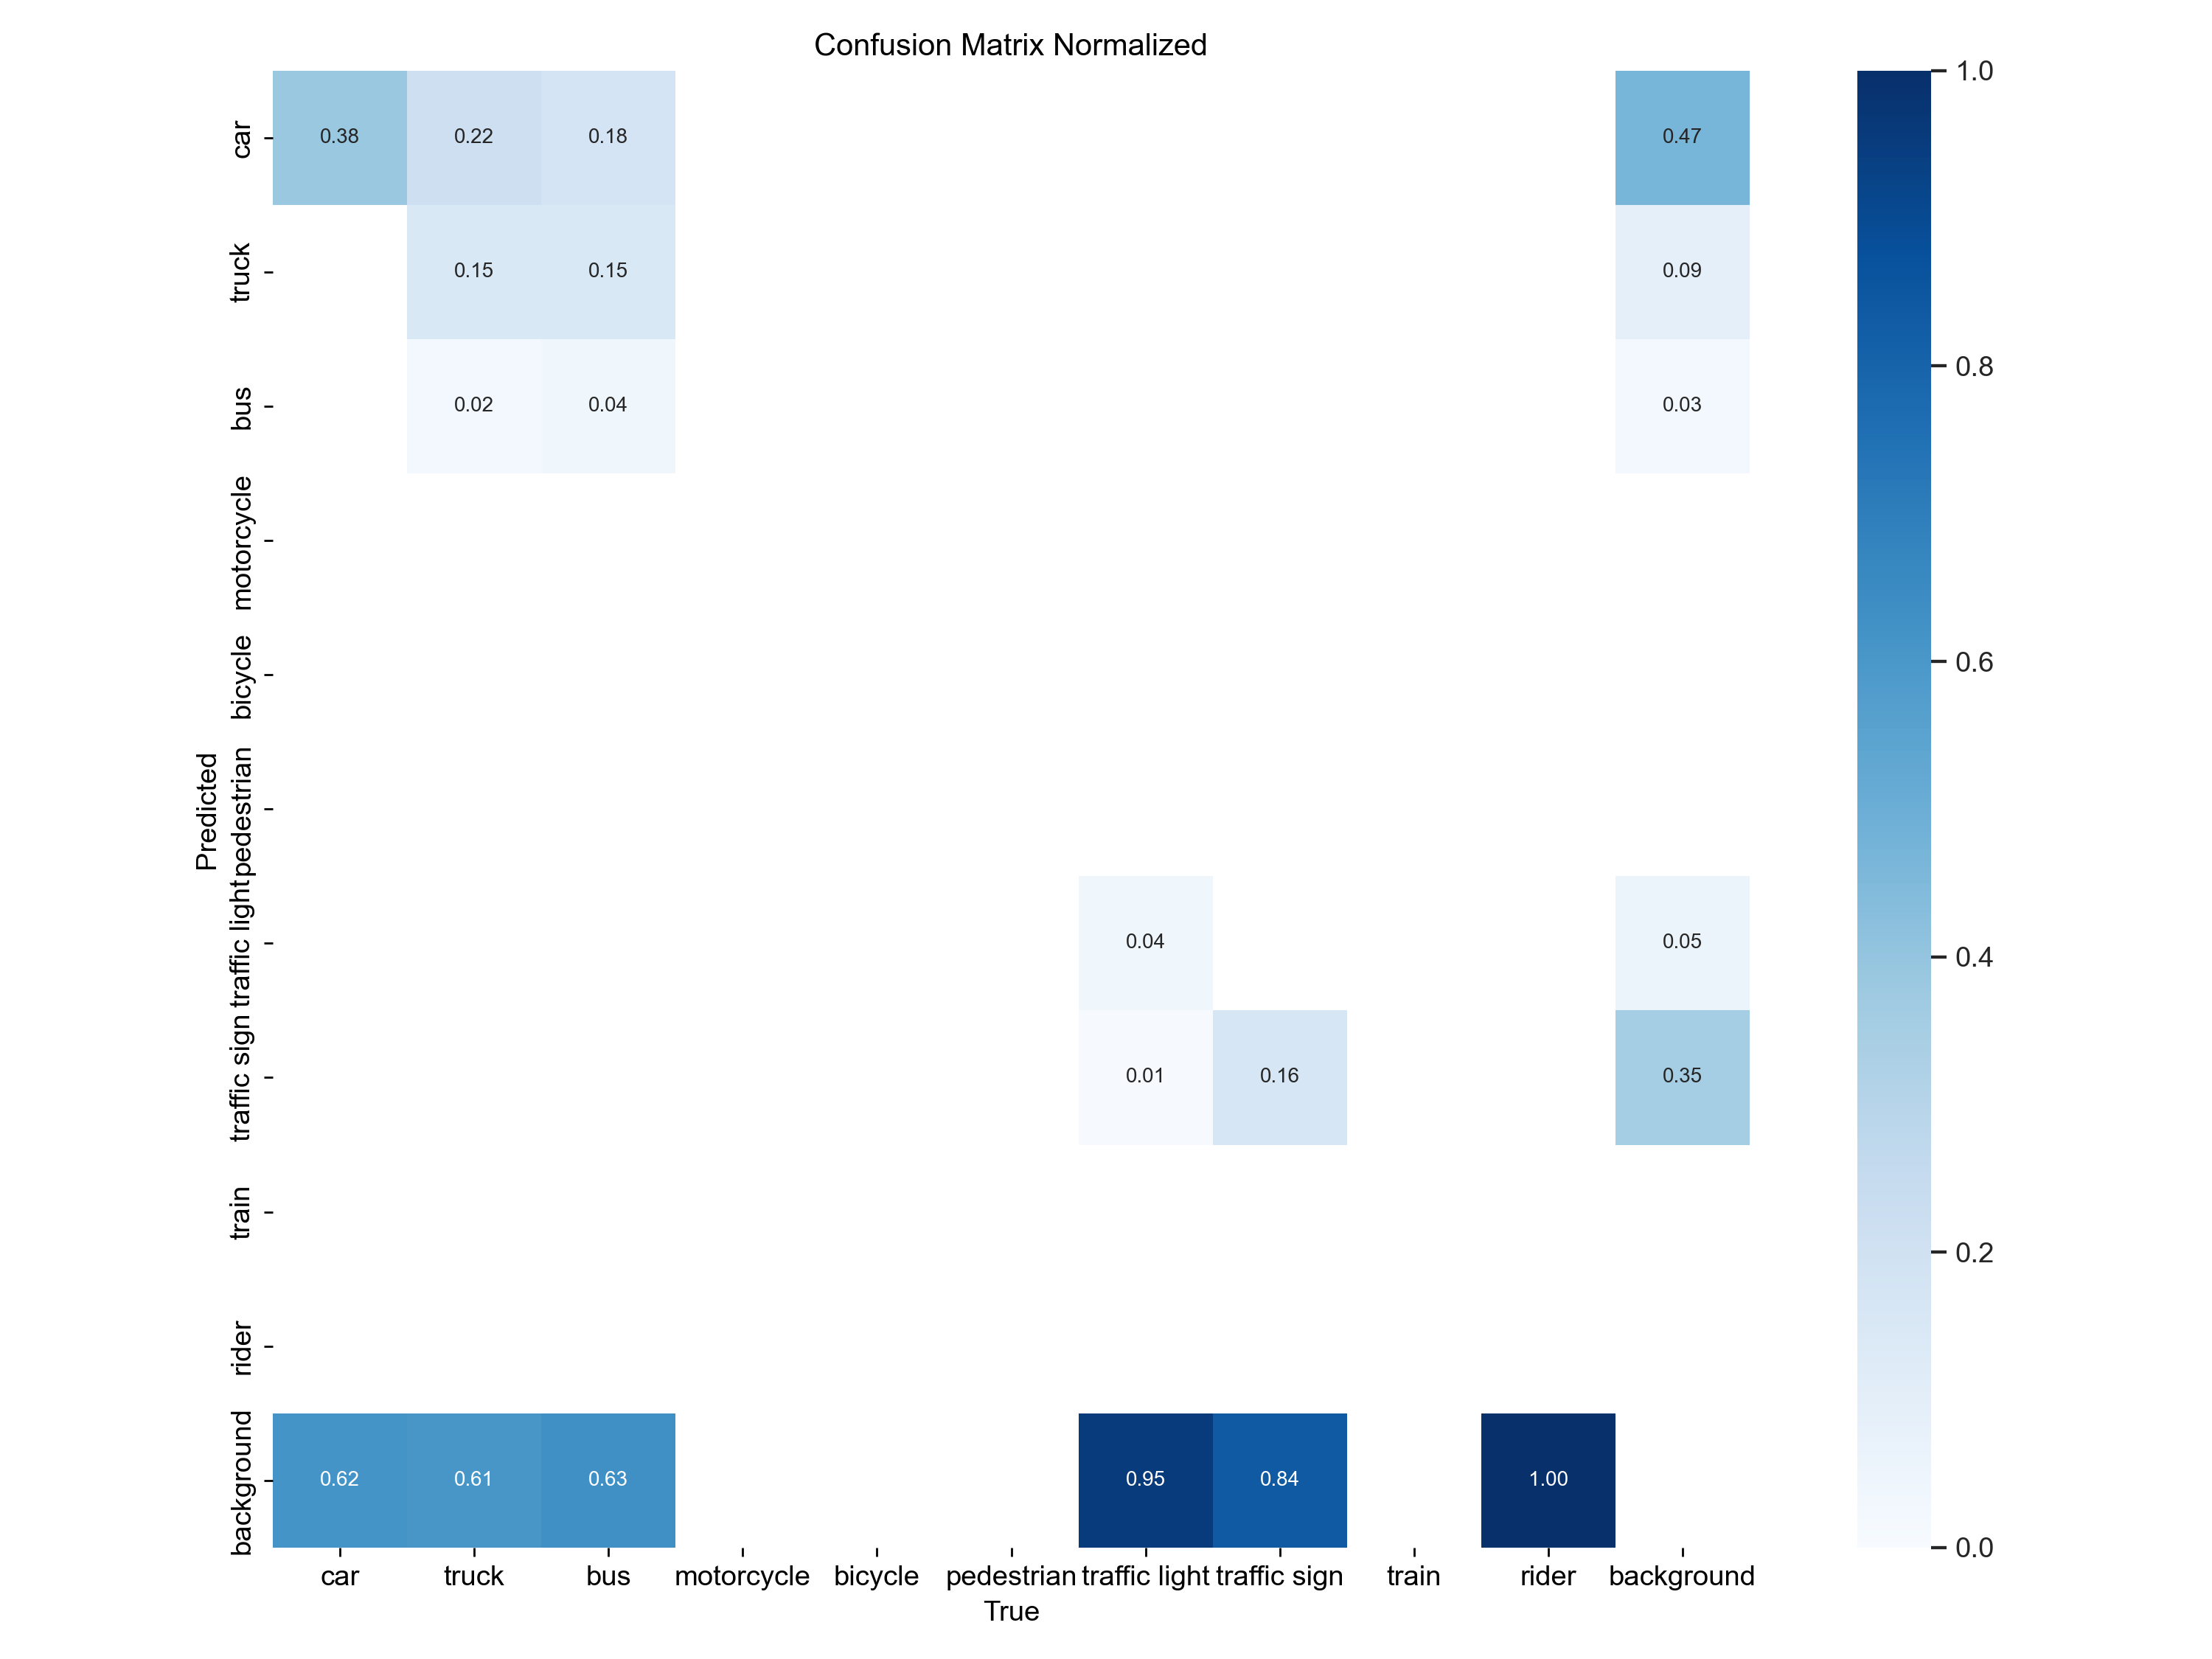 Confusion Matrix Normalized
1.0
car
0.38 0.22 0.18 0.47
truck
0.15 0.15 0.09
0.8
bus
0.02 0.04 0.03
motorcycle
0.6
bicycle
Predicted
pedestrian
traffic light
0.04 0.05
0.4
traffic sign
0.01 0.16 0.35
train
0.2
rider
background
0.62 0.61 0.63 0.95 0.84 1.00
0.0
car truck bus motorcycle bicycle pedestrian traffic light traffic sign train rider background
True